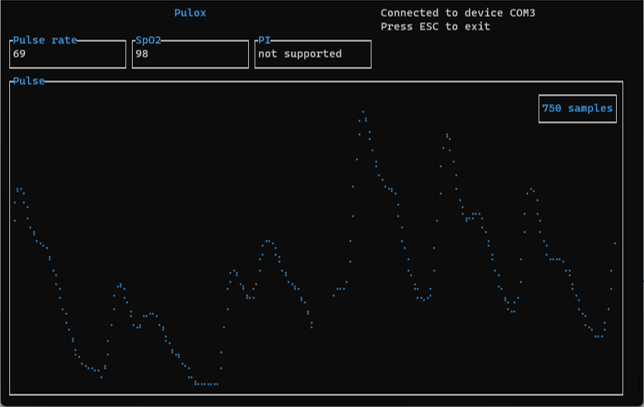 Pulox
Connected to device COM3
Press ESC to exit
Pulse rate
69
SpO2
98
PI
not supported
Pulse
750 samples